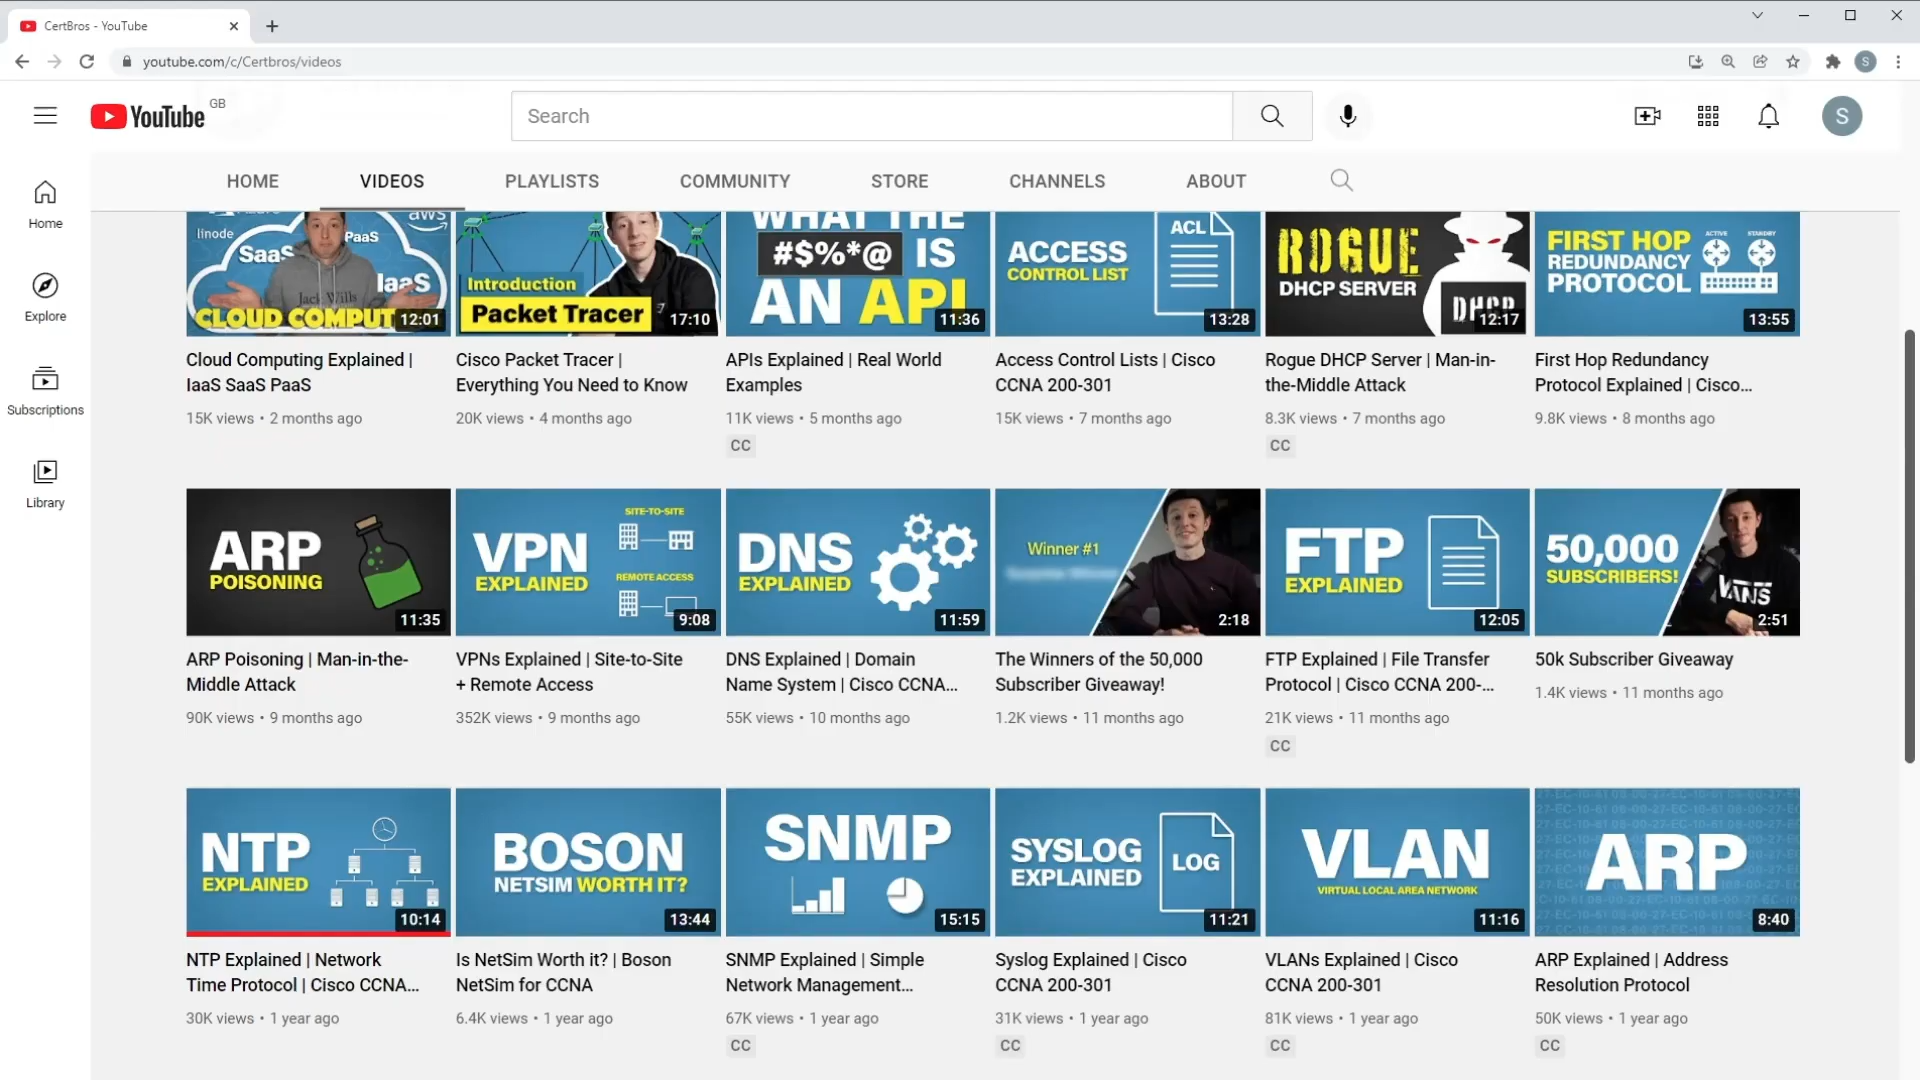 CertBros - YouTube
youtube.com/c/Certbros/videos
S
YouTube GB
Search
S
HOME VIDEOS PLAYLISTS COMMUNITY STORE CHANNELS ABOUT
Home
Explore
Subscriptions
Library
linode
aws
SaaS
PaaS
IaaS
Jack Wills
12:01
Cloud Computing Explained |
IaaS SaaS PaaS
15K views • 2 months ago
Introduction
Packet Tracer
17:10
Cisco Packet Tracer |
Everything You Need to Know
20K views • 4 months ago
WHAT THE
#$%*@ IS
AN API
11:36
APIs Explained | Real World
Examples
11K views • 5 months ago
CC
ACCESS
CONTROL LIST
ACL
13:28
Access Control Lists | Cisco
CCNA 200-301
15K views • 7 months ago
ROGUE
DHCP SERVER
DHCP
12:17
Rogue DHCP Server | Man-in-
the-Middle Attack
8.3K views • 7 months ago
CC
FIRST HOP
REDUNDANCY
PROTOCOL
ACTIVE
STANDBY
13:55
First Hop Redundancy
Protocol Explained | Cisco...
9.8K views • 8 months ago
ARP
POISONING
11:35
ARP Poisoning | Man-in-the-
Middle Attack
90K views • 9 months ago
VPN
EXPLAINED
SITE-TO-SITE
REMOTE ACCESS
9:08
VPNs Explained | Site-to-Site
+ Remote Access
352K views • 9 months ago
DNS
EXPLAINED
11:59
DNS Explained | Domain
Name System | Cisco CCNA...
55K views • 10 months ago
Winner #1
2:18
The Winners of the 50,000
Subscriber Giveaway!
1.2K views • 11 months ago
FTP
EXPLAINED
12:05
FTP Explained | File Transfer
Protocol | Cisco CCNA 200-...
21K views • 11 months ago
CC
50,000
SUBSCRIBERS!
VANS
2:51
50k Subscriber Giveaway
1.4K views • 11 months ago
NTP
EXPLAINED
10:14
NTP Explained | Network
Time Protocol | Cisco CCNA...
30K views • 1 year ago
BOSON
NETSIM WORTH IT?
13:44
Is NetSim Worth it? | Boson
NetSim for CCNA
6.4K views • 1 year ago
SNMP
15:15
SNMP Explained | Simple
Network Management...
67K views • 1 year ago
CC
SYSLOG
EXPLAINED
LOG
11:21
Syslog Explained | Cisco
CCNA 200-301
31K views • 1 year ago
CC
VLAN
VIRTUAL LOCAL AREA NETWORK
11:16
VLANs Explained | Cisco
CCNA 200-301
81K views • 1 year ago
CC
ARP
8:40
ARP Explained | Address
Resolution Protocol
50K views • 1 year ago
CC